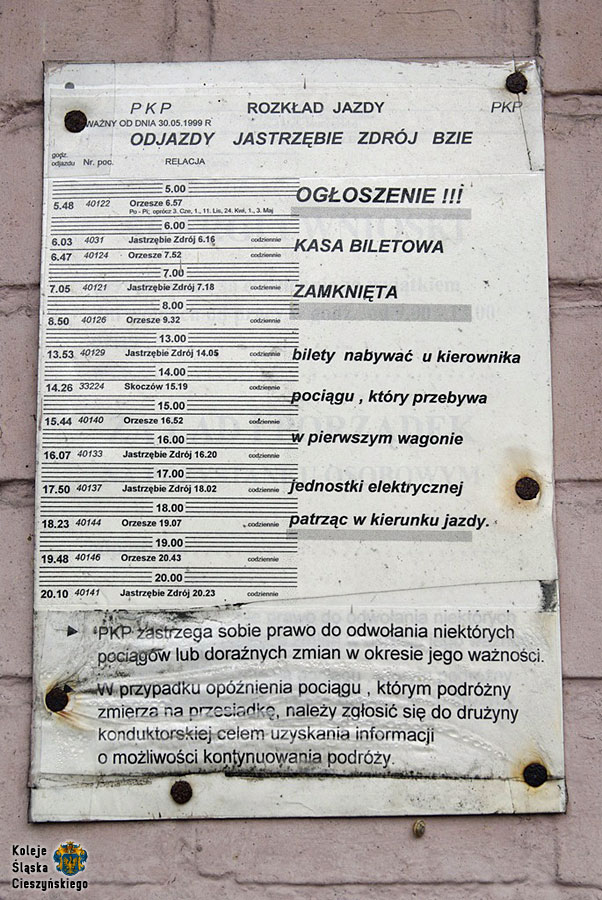 PKP ROZKŁAD JAZDY PKP
WAŻNY OD DNIA 30.05.1999 R
ODJAZDY JASTRZĘBIE ZDRÓJ BZIE
godz. odjazdu Nr. poc. RELACJA
5.00
5.48 40122 Orzesze 6.57
Po - Pi; oprócz 3. Cze, 1., 11. Lis, 24. Kwi, 1., 3. Maj
6.00
6.03 4031 Jastrzębie Zdrój 6.16 codziennie
6.47 40124 Orzesze 7.52 codziennie
7.00
7.05 40121 Jastrzębie Zdrój 7.18 codziennie
8.00
8.50 40126 Orzesze 9.32 codziennie
13.00
13.53 40129 Jastrzębie Zdrój 14.05 codziennie
14.00
14.26 33224 Skoczów 15.19 codziennie
15.00
15.44 40140 Orzesze 16.52 codziennie
16.00
16.07 40133 Jastrzębie Zdrój 16.20 codziennie
17.00
17.50 40137 Jastrzębie Zdrój 18.02 codziennie
18.00
18.23 40144 Orzesze 19.07 codziennie
19.00
19.48 40146 Orzesze 20.43 codziennie
20.00
20.10 40141 Jastrzębie Zdrój 20.23 codziennie
OGŁOSZENIE !!!
KASA BILETOWA
ZAMKNIĘTA
bilety nabywać u kierownika
pociągu , który przebywa
w pierwszym wagonie
jednostki elektrycznej
patrząc w kierunku jazdy.
PKP zastrzega sobie prawo do odwołania niektórych
pociągów lub doraźnych zmian w okresie jego ważności.
W przypadku opóźnienia pociągu , którym podróżny
zmierza na przesiadkę, należy zgłosić się do drużyny
konduktorskiej celem uzyskania informacji
o możliwości kontynuowania podróży.
Koleje
Śląska
Cieszyńskiego